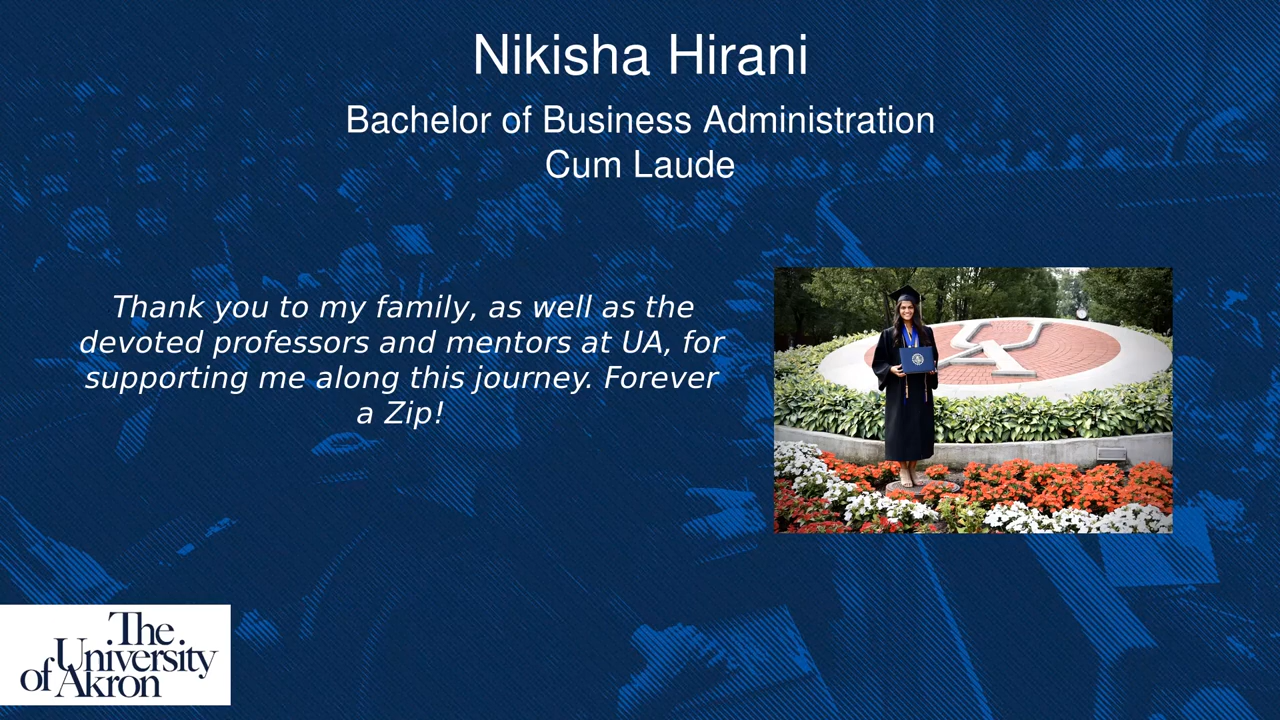 Nikisha Hirani
Bachelor of Business Administration
Cum Laude
Thank you to my family, as well as the
devoted professors and mentors at UA, for
supporting me along this journey. Forever
a Zip!
The
University
of Akron